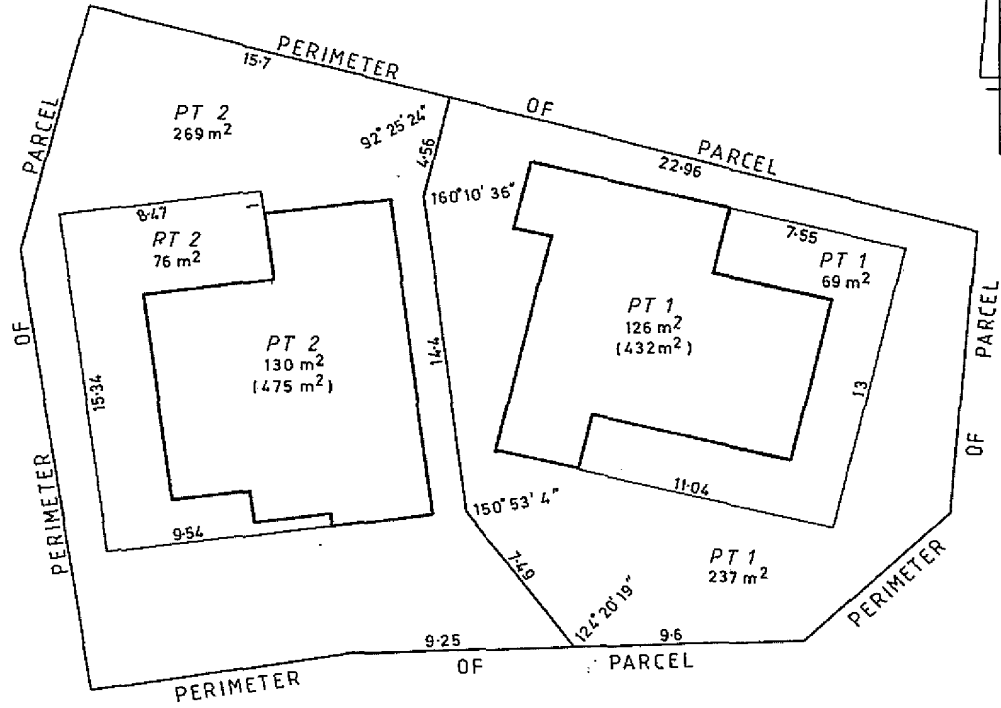 PERIMETER
15·7
OF
PARCEL
PARCEL
22·96
PT 2
269 m²
92° 25' 24"
4·56
160° 10' 36"
8·47
RT 2
76 m²
7·55
PT 1
69 m²
PT 1
126 m²
(432 m²)
PARCEL
OF
PT 2
130 m²
(475 m²)
14·4
15·34
13
OF
11·04
150° 53' 4"
9·54
PERIMETER
7·49
PT 1
237 m²
124° 20' 19"
PERIMETER
9·25
9·6
OF
PARCEL
PERIMETER